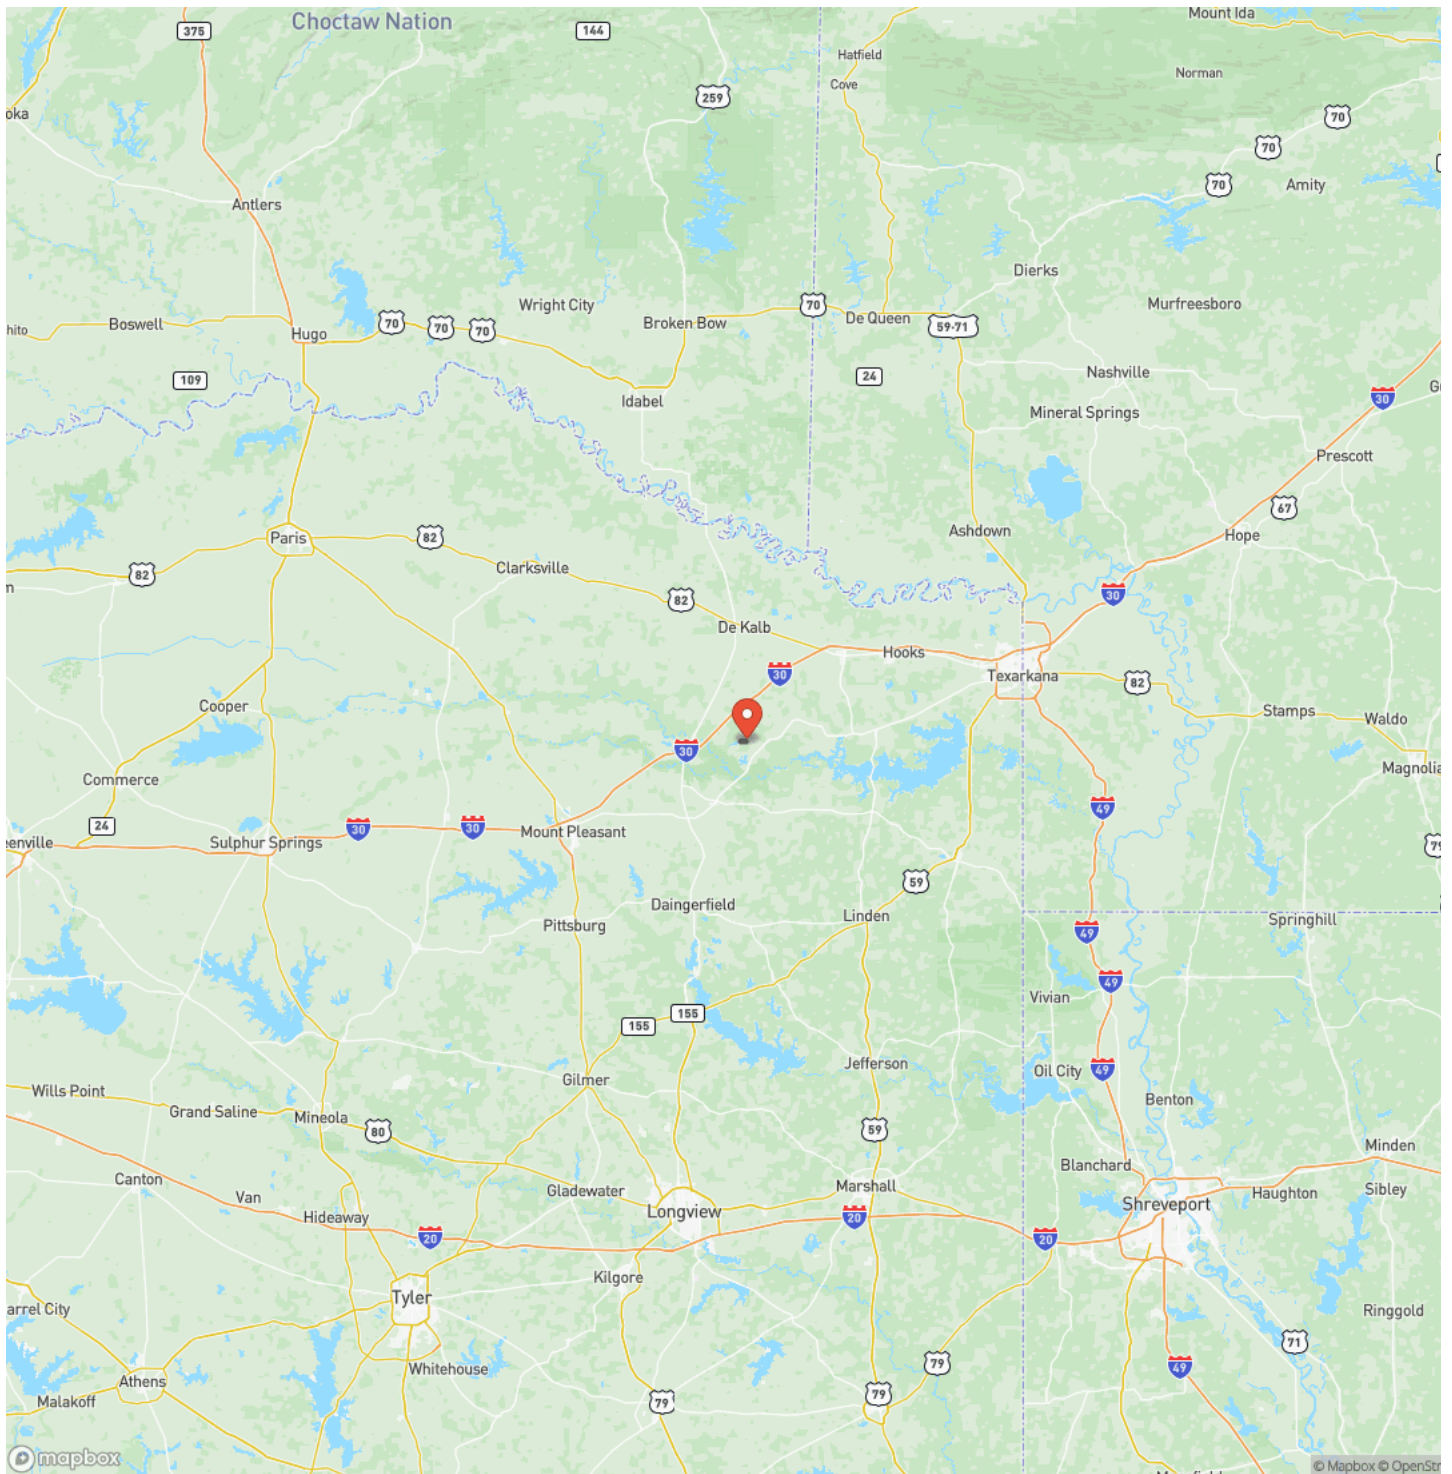 Choctaw Nation
Mount Ida
375
144
Hatfield
Norman
Cove
259
oka
70
70
70
Amity
Antlers
Dierks
Wright City
Murfreesboro
70
hito
Boswell
Hugo
70
70
70
Broken Bow
De Queen
59-71
109
24
Nashville
Idabel
Mineral Springs
30
Prescott
67
Paris
82
Ashdown
Hope
82
Clarksville
30
82
De Kalb
Hooks
30
Texarkana
82
Cooper
Stamps
Waldo
30
Commerce
Magnolia
49
24
30
30
Mount Pleasant
eenville
Sulphur Springs
79
59
Daingerfield
Linden
Pittsburg
Springhill
49
49
Vivian
155
155
Jefferson
Oil City
49
Gilmer
Wills Point
Grand Saline
Mineola
Benton
80
59
Minden
Blanchard
Canton
Van
Gladewater
Marshall
Sibley
Haughton
Hideaway
Longview
Shreveport
20
20
20
Kilgore
Tyler
arrel City
Ringgold
71
Whitehouse
79
49
Athens
Malakoff
79
79
mapbox
© Mapbox © OpenStr